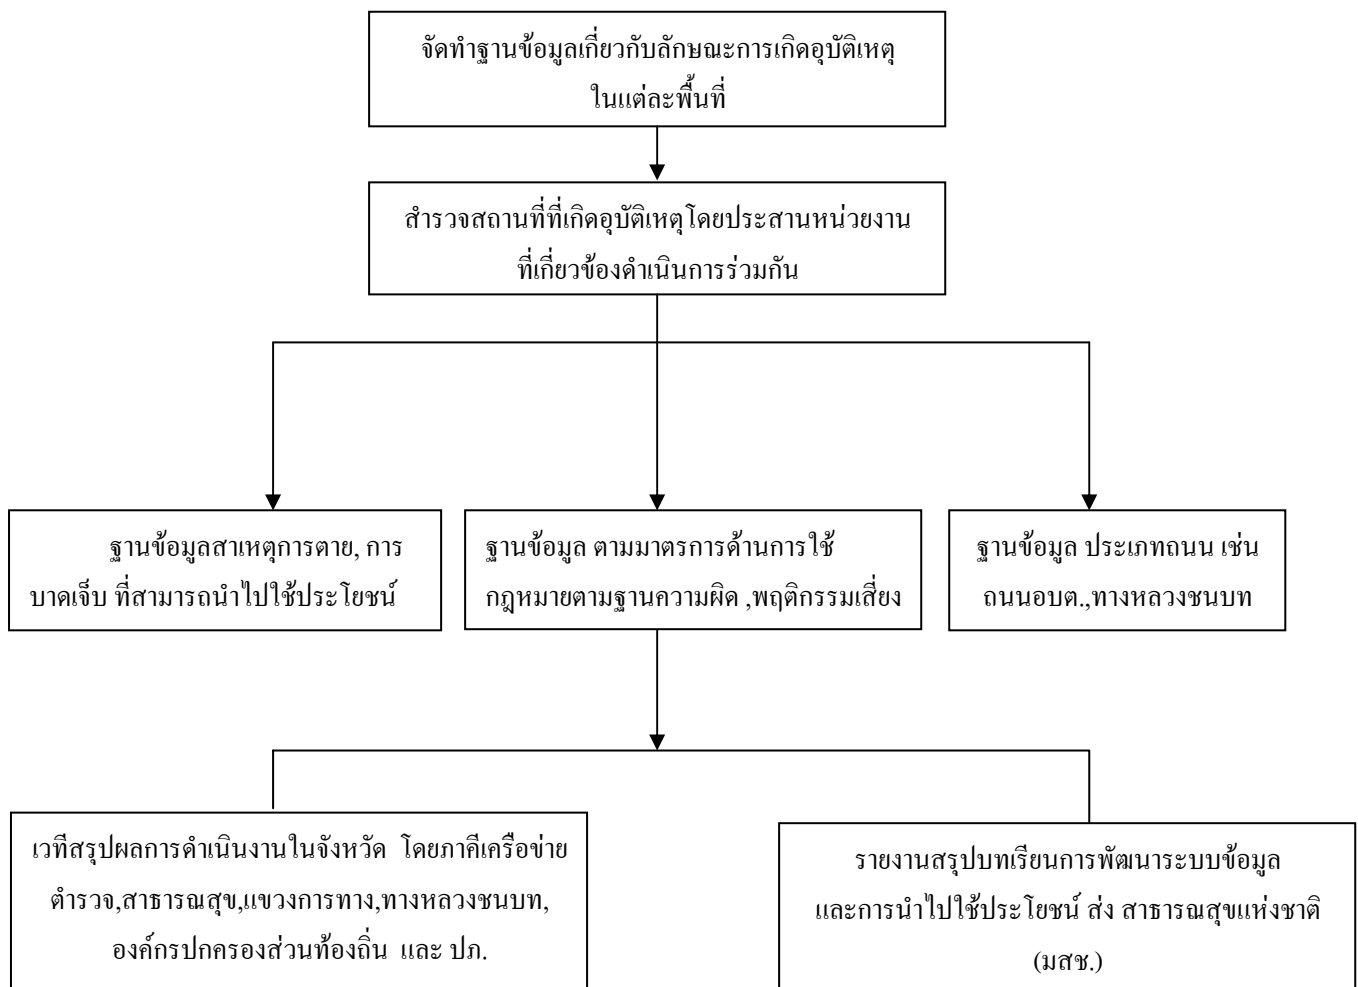 จัดทำฐานข้อมูลเกี่ยวกับลักษณะการเกิดอุบัติเหตุ
ในแต่ละพื้นที่
สำรวจสถานที่ที่เกิดอุบัติเหตุโดยประสานหน่วยงาน
ที่เกี่ยวข้องดำเนินการร่วมกัน
ฐานข้อมูลสาเหตุการตาย, การ
บาดเจ็บ ที่สามารถนำไปใช้ประโยชน์
ฐานข้อมูล ตามมาตรการด้านการใช้
กฎหมายตามฐานความผิด ,พฤติกรรมเสี่ยง
ฐานข้อมูล ประเภทถนน เช่น
ถนนอบต.,ทางหลวงชนบท
เวทีสรุปผลการดำเนินงานในจังหวัด โดยภาคีเครือข่าย
ตำรวจ,สาธารณสุข,แขวงการทาง,ทางหลวงชนบท,
องค์กรปกครองส่วนท้องถิ่น และ ปภ.
รายงานสรุปบทเรียนการพัฒนาระบบข้อมูล
และการนำไปใช้ประโยชน์ ส่ง สาธารณสุขแห่งชาติ
(มสช.)